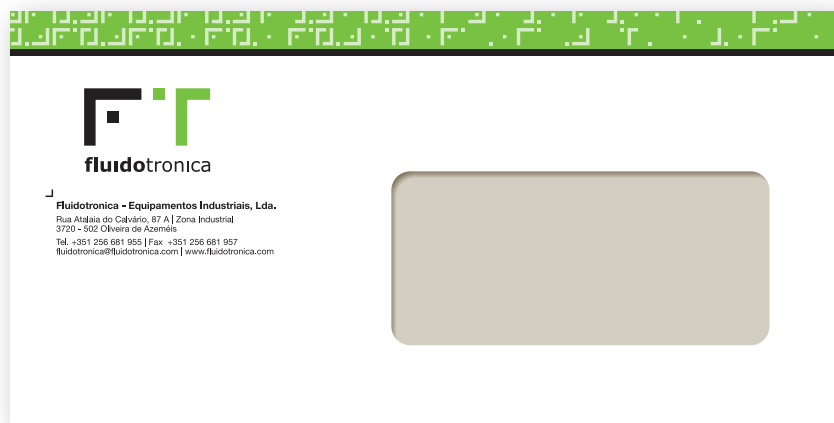 fluidotronica
Fluidotronica - Equipamentos Industriais, Lda.
Rua Atalaia do Calvário, 87 A | Zona Industrial
3720 - 502 Oliveira de Azeméis
Tel. +351 256 681 955 | Fax +351 256 681 957
fluidotronica@fluidotronica.com | www.fluidotronica.com